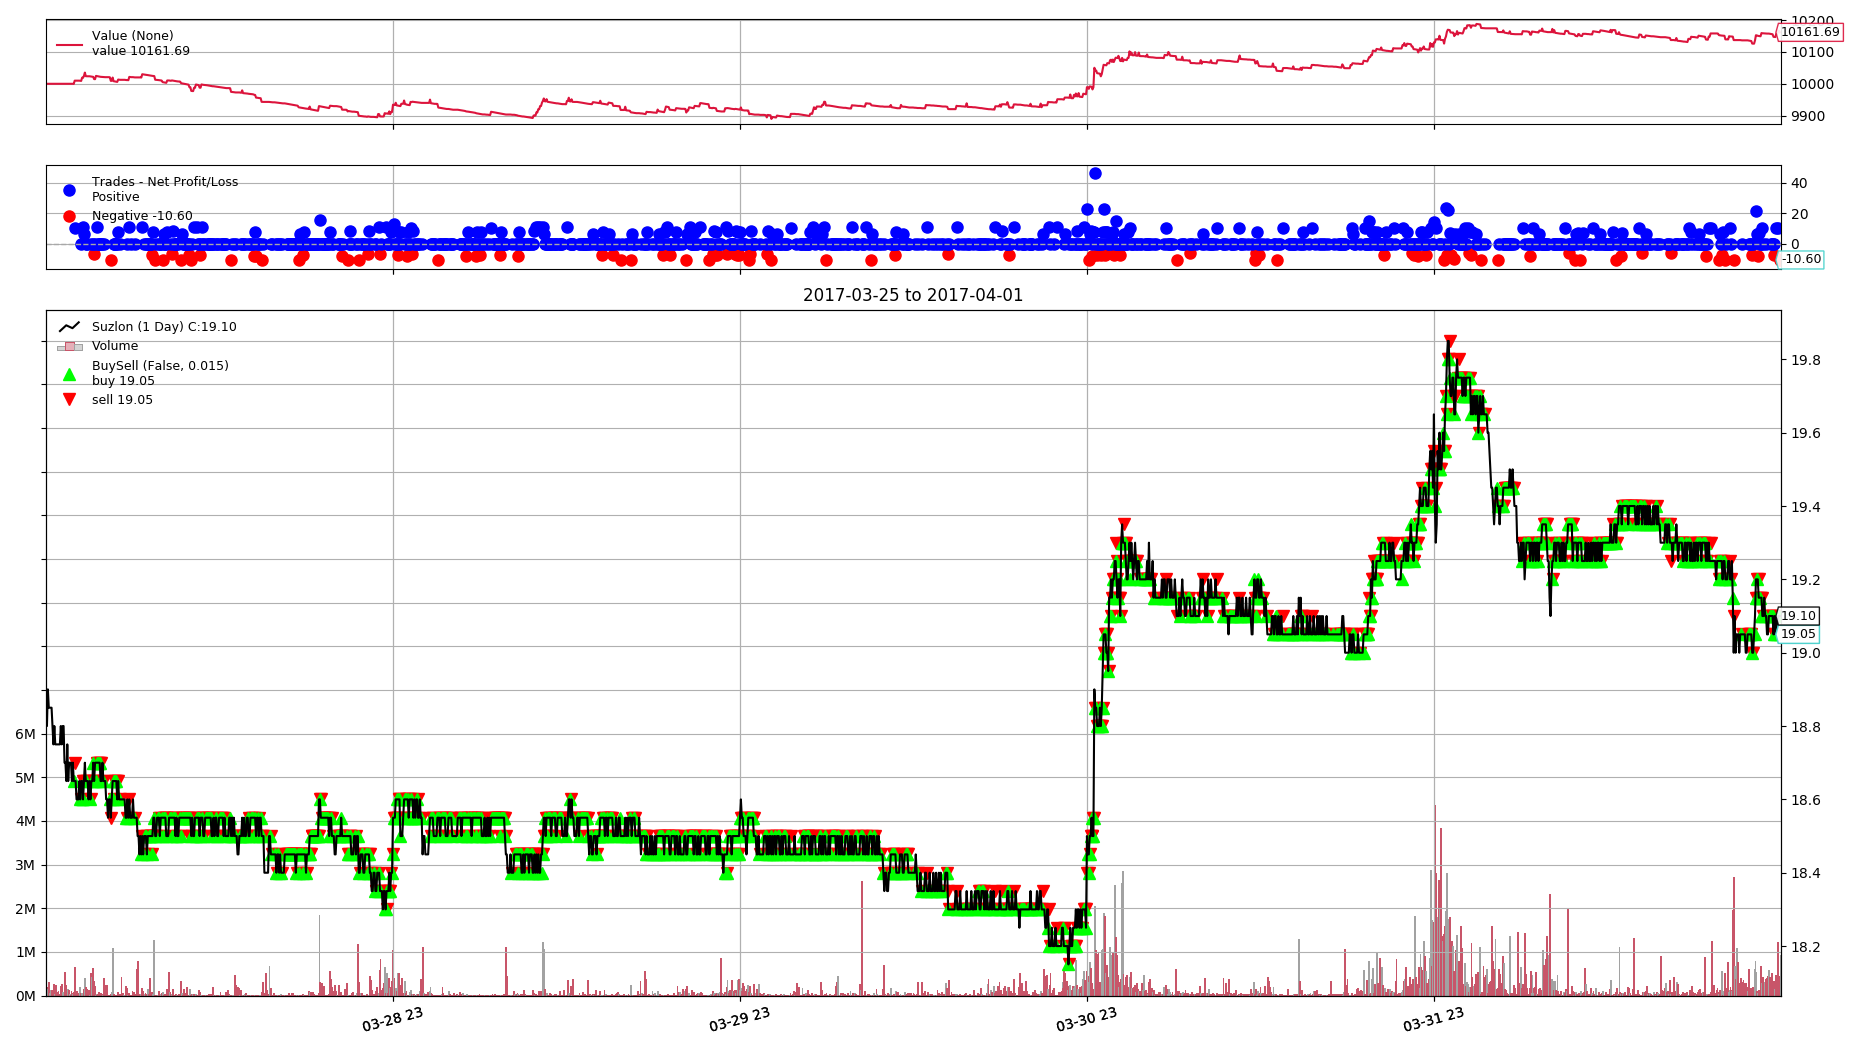 Value (None)
value 10161.69
10200
10161.69
10100
10000
9900
Trades - Net Profit/Loss
Positive
Negative -10.60
40
20
0
-10.60
2017-03-25 to 2017-04-01
Suzlon (1 Day) C:19.10
Volume
BuySell (False, 0.015)
buy 19.05
sell 19.05
19.8
19.6
19.4
19.2
19.10
19.05
19.0
18.8
18.6
18.4
18.2
6M
5M
4M
3M
2M
1M
0M
03-28 23
03-29 23
03-30 23
03-31 23